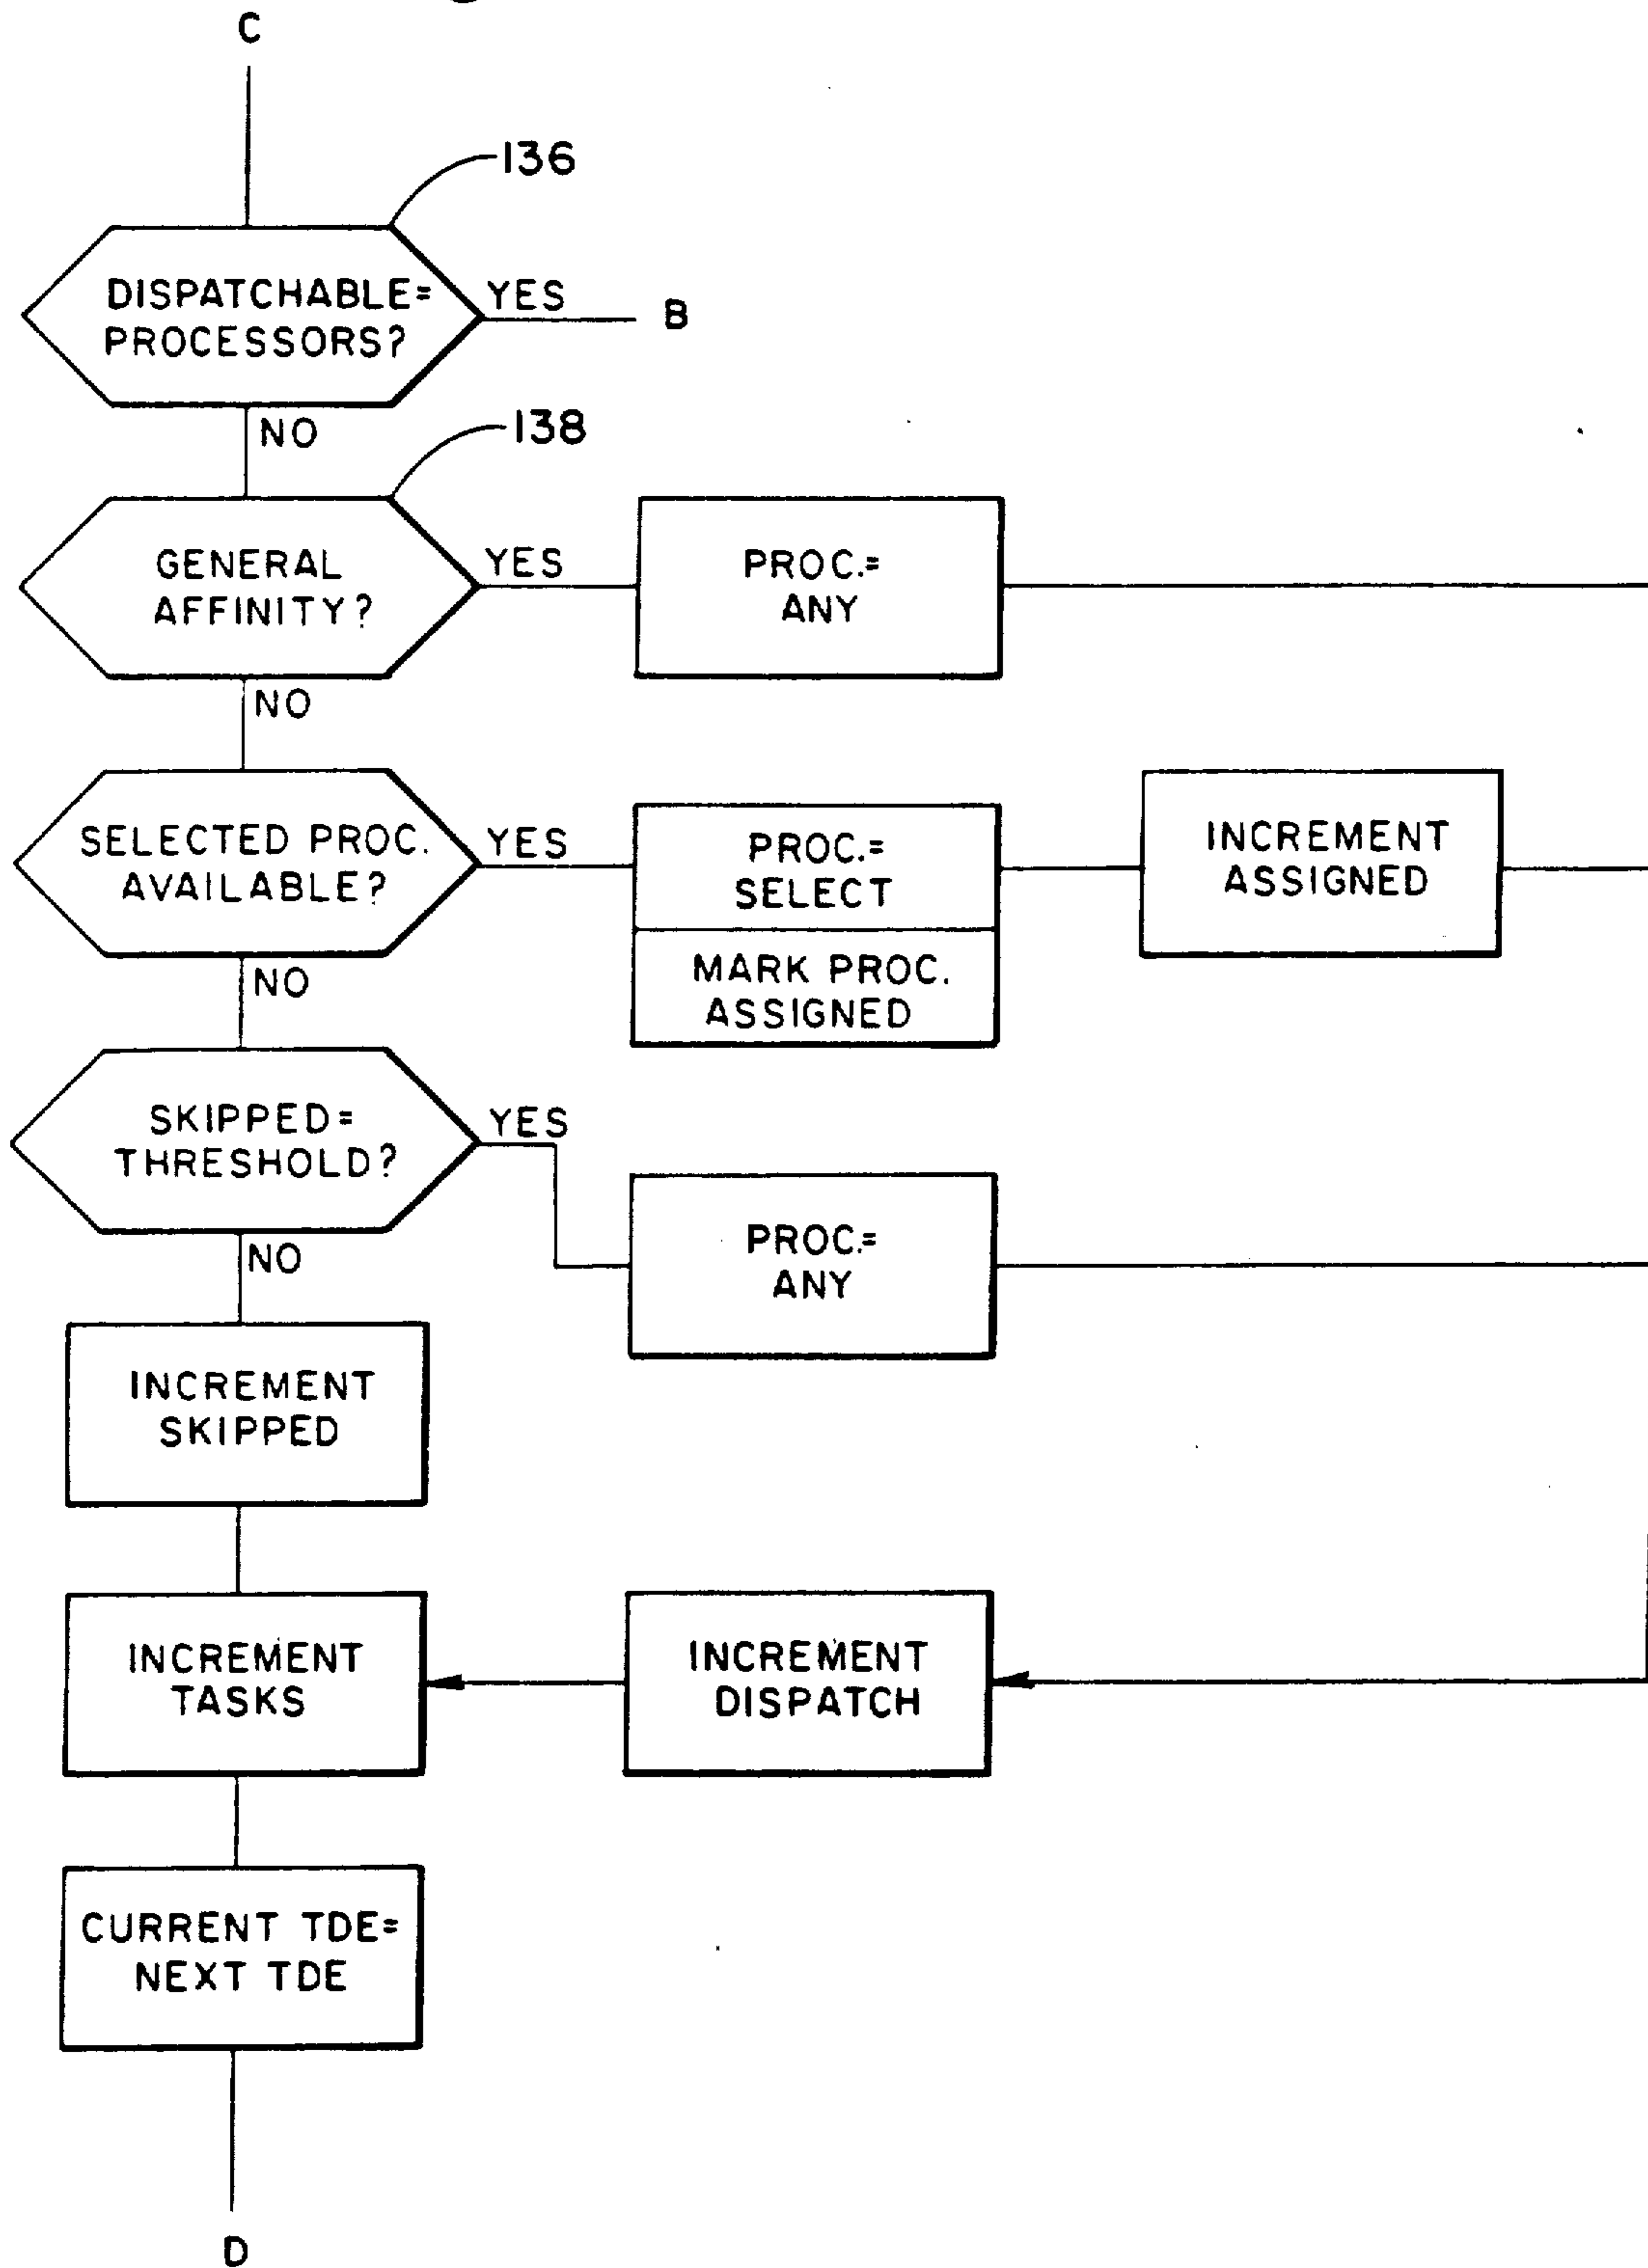 C
136
DISPATCHABLE=
PROCESSORS?
YES
B
NO
138
GENERAL
AFFINITY?
YES
PROC.=
ANY
NO
SELECTED PROC.
AVAILABLE?
YES
PROC.=
SELECT
MARK PROC.
ASSIGNED
INCREMENT
ASSIGNED
NO
SKIPPED=
THRESHOLD?
YES
PROC.=
ANY
NO
INCREMENT
SKIPPED
INCREMENT
TASKS
INCREMENT
DISPATCH
CURRENT TDE=
NEXT TDE
D